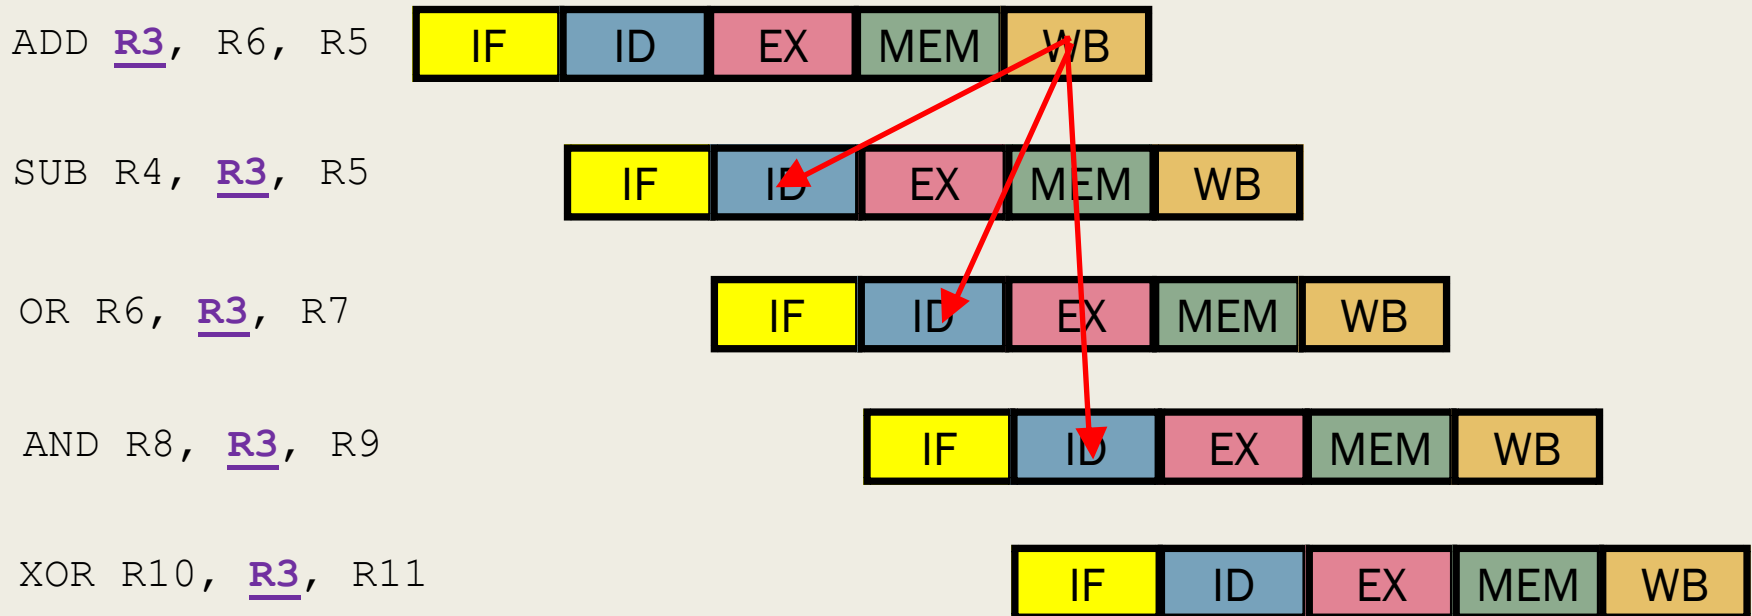 ADD R3, R6, R5 IF ID EX MEM WB
SUB R4, R3, R5 IF ID EX MEM WB
OR R6, R3, R7 IF ID EX MEM WB
AND R8, R3, R9 IF ID EX MEM WB
XOR R10, R3, R11 IF ID EX MEM WB